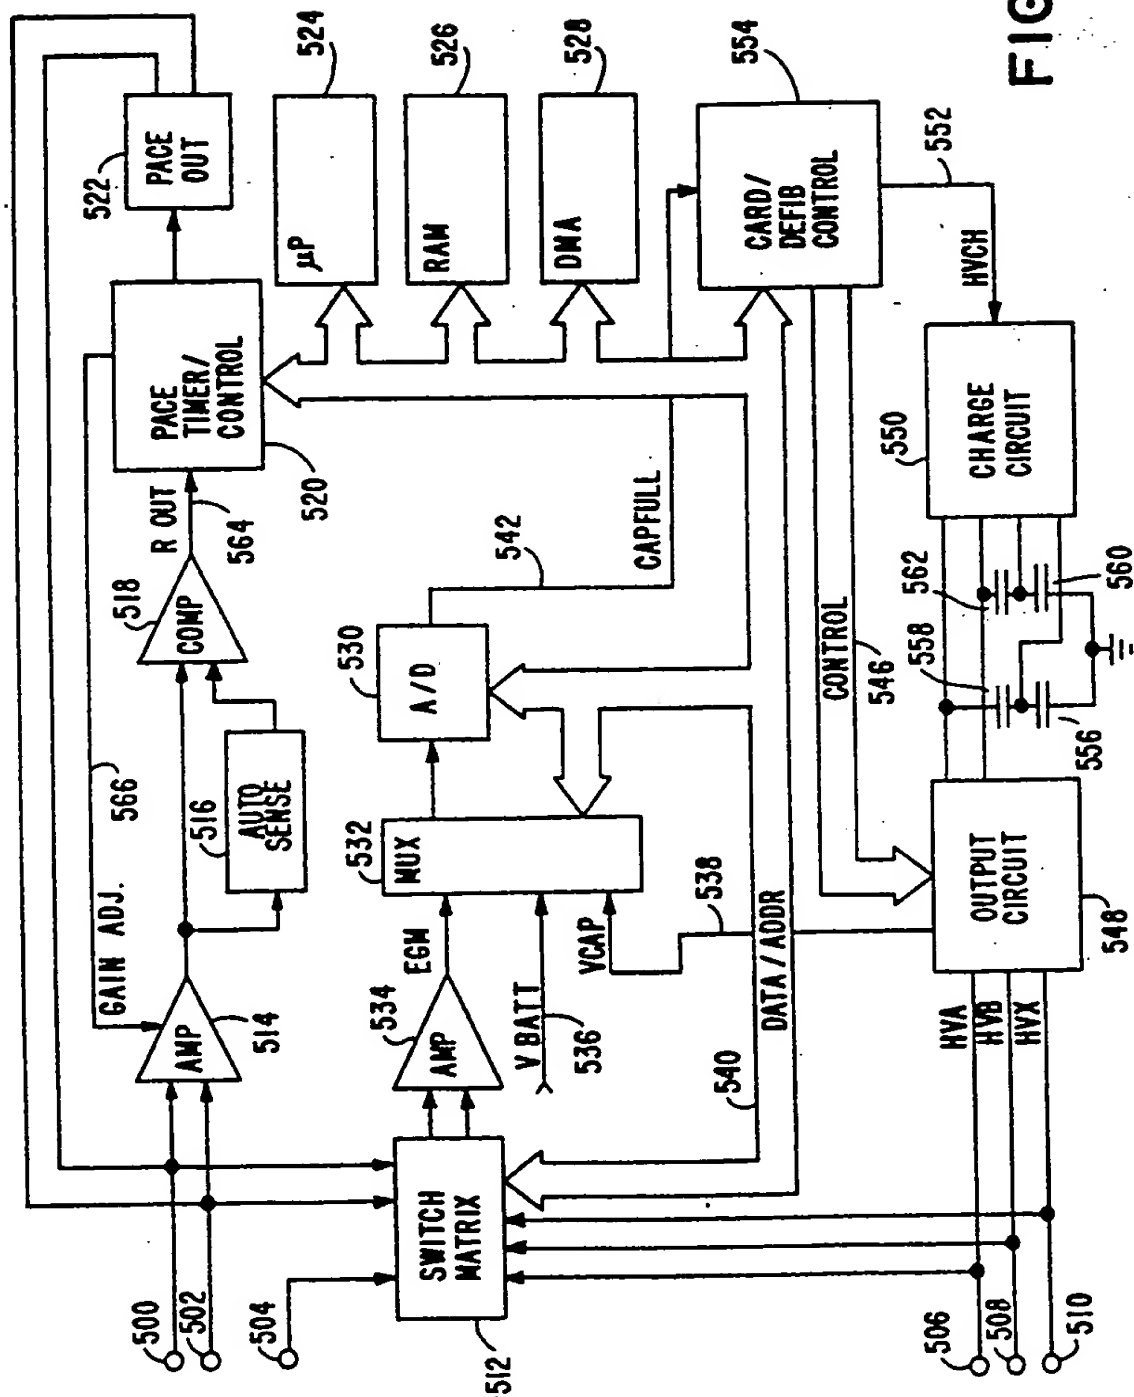 FIG
522
PACE
OUT
524
µP
526
RAM
528
DMA
554
CARD/
DEFIB
CONTROL
552
HVCH
PACE
TIMER/
CONTROL
520
R OUT
564
518
COMP
566
GAIN ADJ.
516
AUTO
SENSE
AMP
514
542
CAPFULL
530
A/D
532
MUX
EGM
534
AMP
V BATT
536
VCAP
538
540
DATA/ADDR
CONTROL
546
550
CHARGE
CIRCUIT
562
560
558
556
OUTPUT
CIRCUIT
548
HVA
HVB
HVX
SWITCH
MATRIX
512
500
502
504
506
508
510